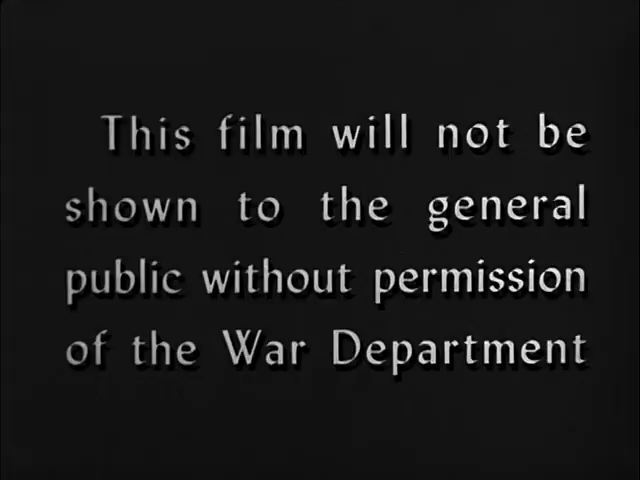 This film will not be
shown to the general
public without permission
of the War Department